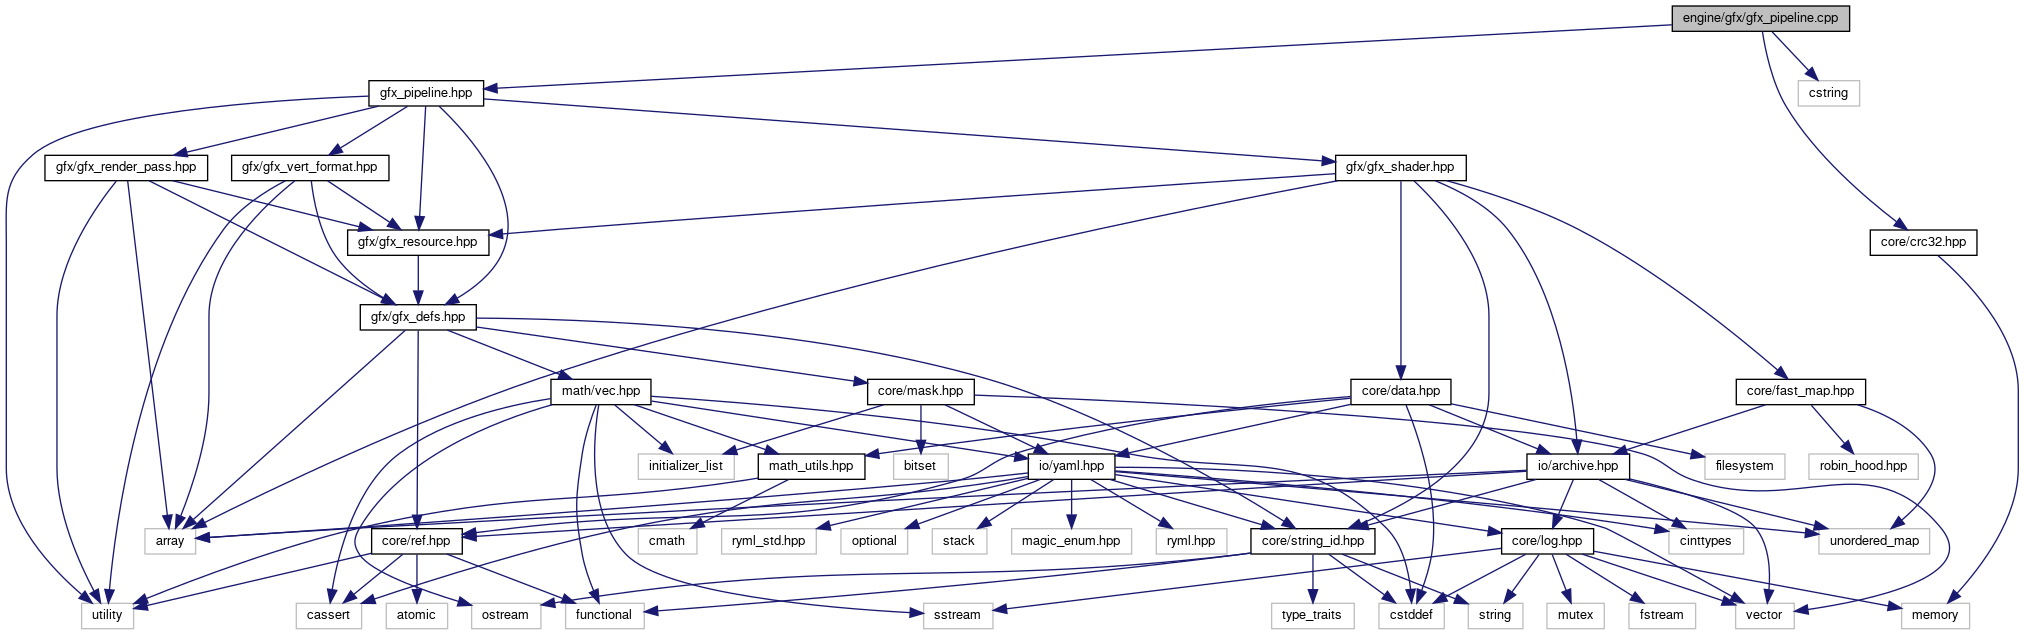 engine/gfx/gfx_pipeline.cpp
gfx_pipeline.hpp
cstring
gfx/gfx_render_pass.hpp
gfx/gfx_vert_format.hpp
gfx/gfx_shader.hpp
gfx/gfx_resource.hpp
core/crc32.hpp
gfx/gfx_defs.hpp
math/vec.hpp
core/mask.hpp
core/data.hpp
core/fast_map.hpp
initializer_list
math_utils.hpp
bitset
io/yaml.hpp
io/archive.hpp
filesystem
robin_hood.hpp
array
core/ref.hpp
cmath
ryml_std.hpp
optional
stack
magic_enum.hpp
ryml.hpp
core/string_id.hpp
core/log.hpp
cinttypes
unordered_map
utility
cassert
atomic
ostream
functional
sstream
type_traits
cstddef
string
mutex
fstream
vector
memory